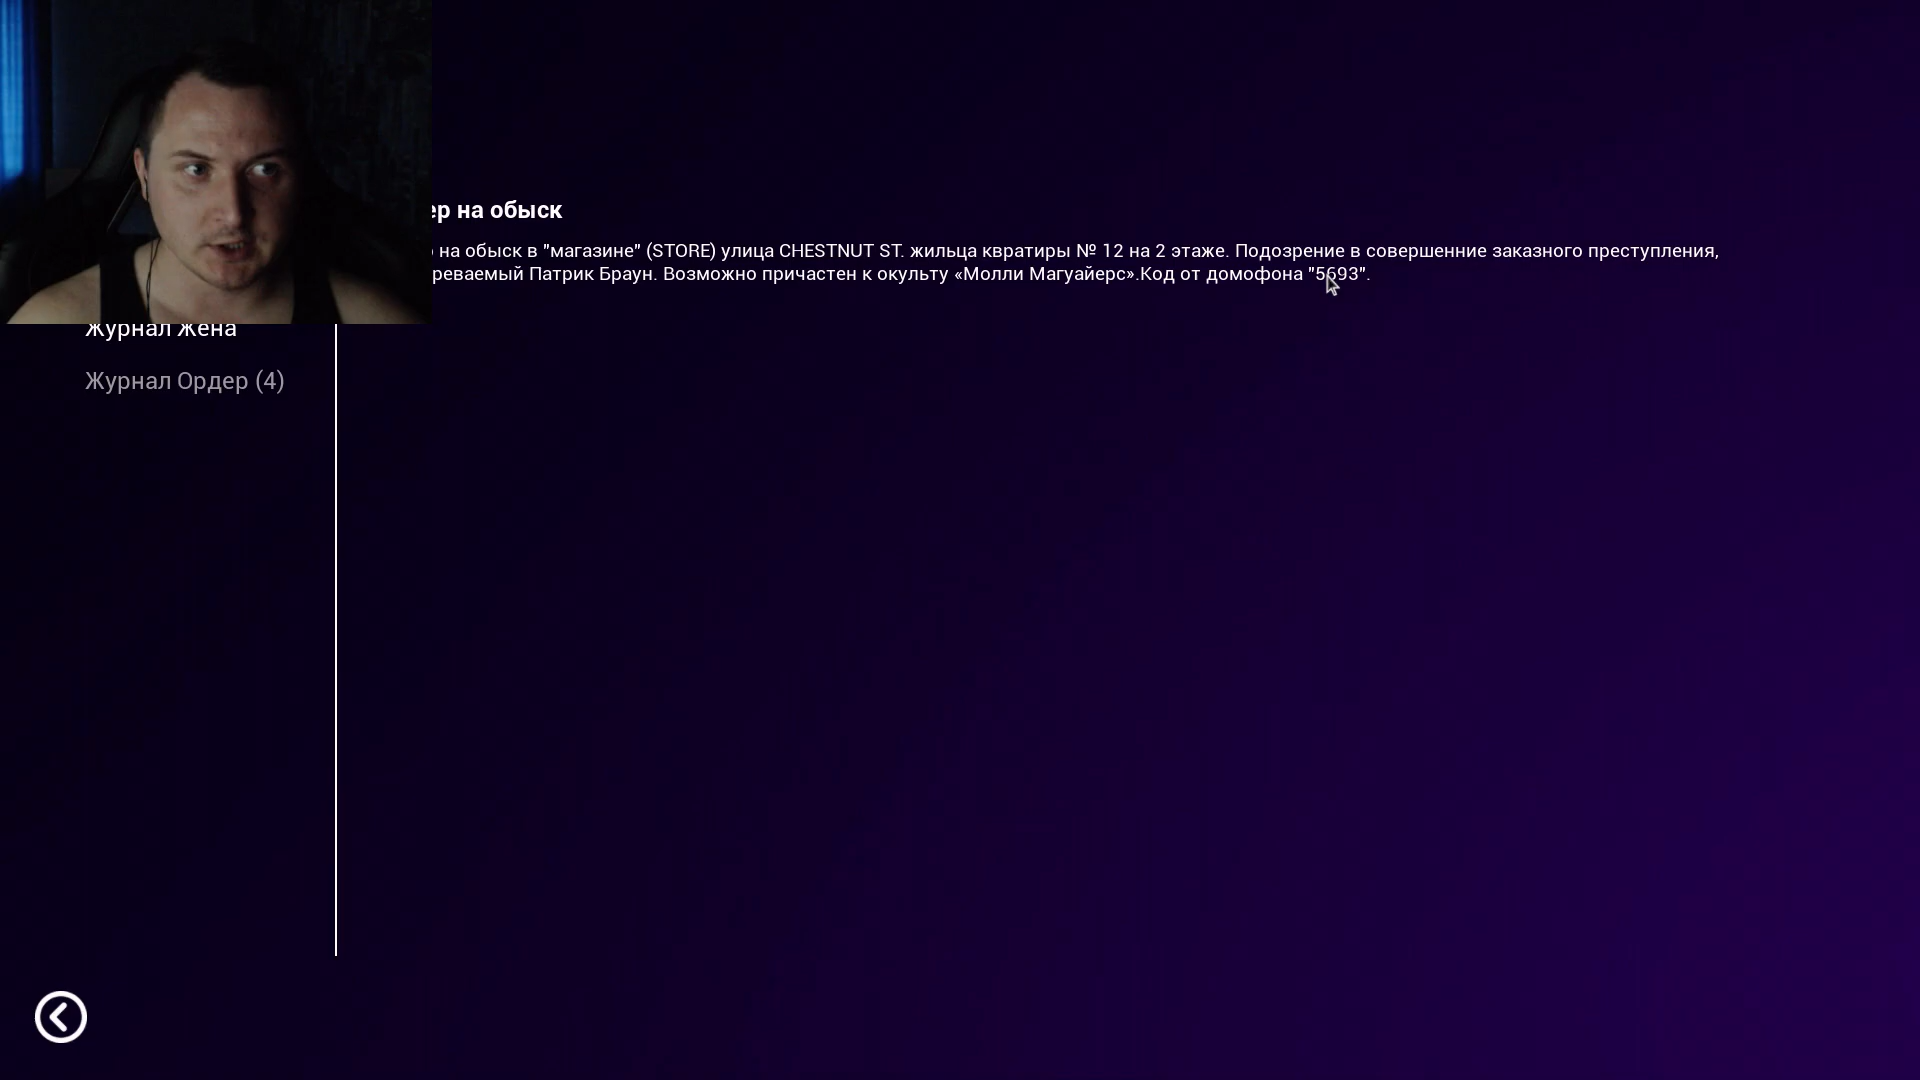 ер на обыск
на обыск в "магазине" (STORE) улица CHESTNUT ST. жильца квратиры № 12 на 2 этаже. Подозрение в совершенние заказного преступления,
реваемый Патрик Браун. Возможно причастен к окульту «Молли Магуайерс».Код от домофона "5693".
Журнал Жена
Журнал Ордер (4)